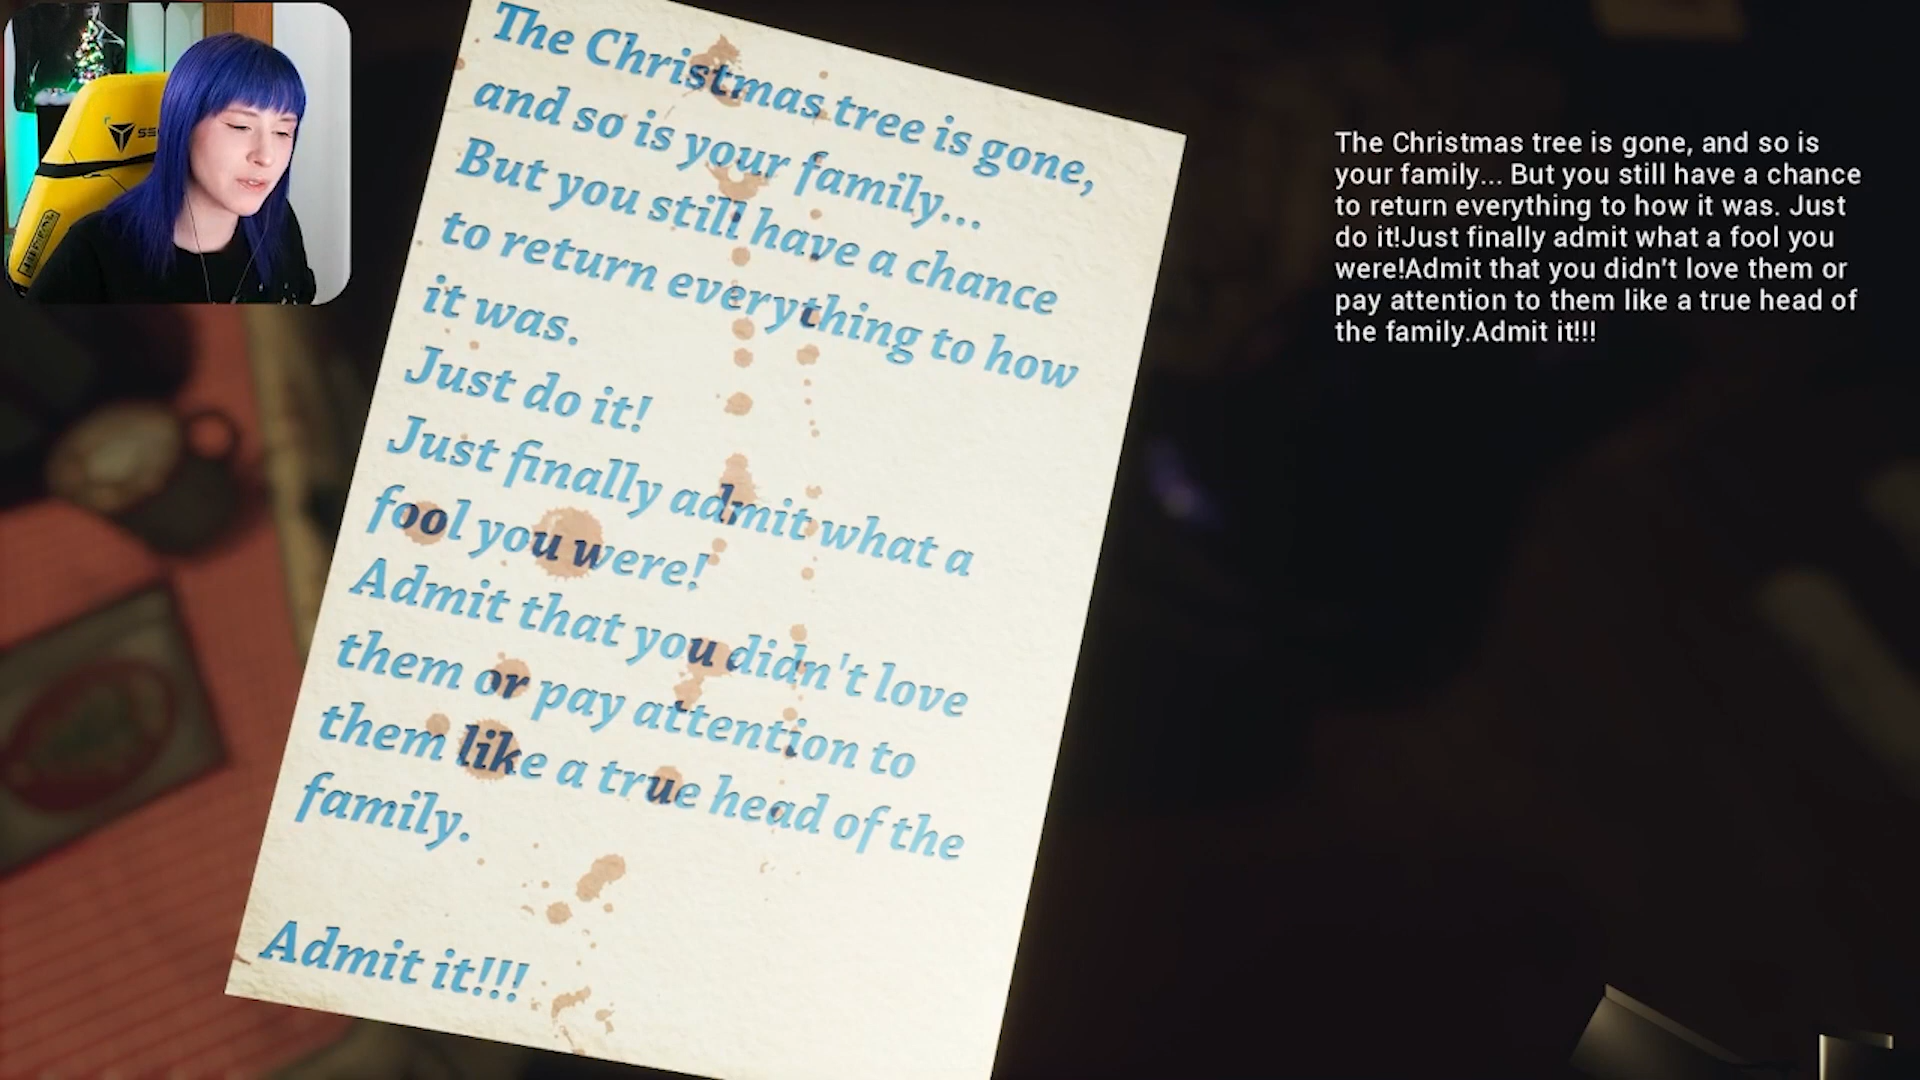 The Christmas tree is gone,
and so is your family...
But you still have a chance
to return everything to how
it was.
Just do it!
Just finally admit what a
fool you were!
Admit that you didn't love
them or pay attention to
them like a true head of the
family.
Admit it!!!
The Christmas tree is gone, and so is
your family... But you still have a chance
to return everything to how it was. Just
do it!Just finally admit what a fool you
were!Admit that you didn't love them or
pay attention to them like a true head of
the family.Admit it!!!